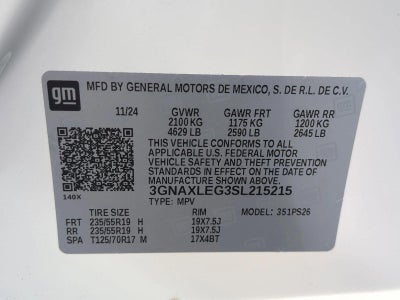 gm
MFD BY GENERAL MOTORS DE MEXICO, S. DE R.L. DE C.V.
11/24 GVWR GAWR FRT GAWR RR
2100 KG 1175 KG 1200 KG
4629 LB 2590 LB 2645 LB
THIS VEHICLE CONFORMS TO ALL
APPLICABLE U.S. FEDERAL MOTOR
VEHICLE SAFETY AND THEFT PREVENTION
STANDARDS IN EFFECT ON THE DATE OF
MANUFACTURE SHOWN ABOVE.
3GNAXLEG3SL215215
140X TYPE: MPV
TIRE SIZE RIM MODEL: 351PS26
FRT 235/55R19 H 19X7.5J
RR 235/55R19 H 19X7.5J
SPA T125/70R17 M 17X4BT